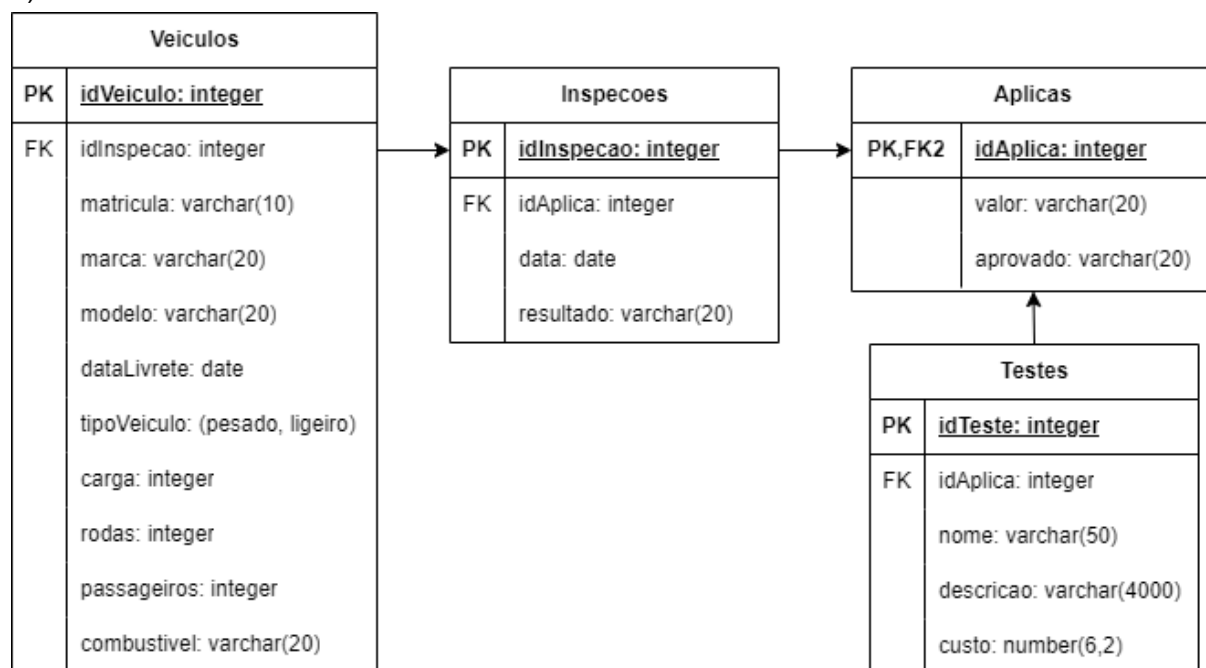 )
Veiculos
PK idVeiculo: integer
FK idInspecao: integer
matricula: varchar(10)
marca: varchar(20)
modelo: varchar(20)
dataLivrete: date
tipoVeiculo: (pesado, ligeiro)
carga: integer
rodas: integer
passageiros: integer
combustivel: varchar(20)
Inspecoes
PK idInspecao: integer
FK idAplica: integer
data: date
resultado: varchar(20)
Aplicas
PK,FK2 idAplica: integer
valor: varchar(20)
aprovado: varchar(20)
Testes
PK idTeste: integer
FK idAplica: integer
nome: varchar(50)
descricao: varchar(4000)
custo: number(6,2)